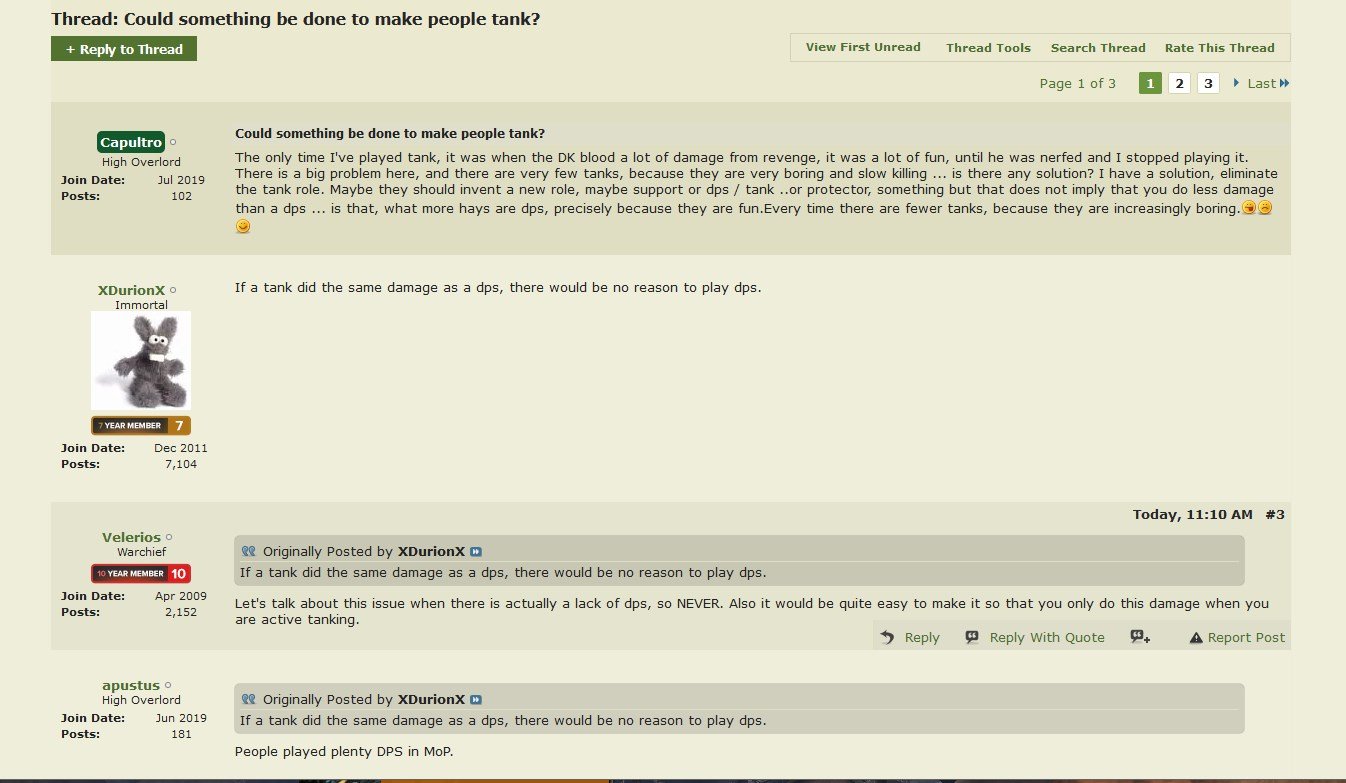 Thread: Could something be done to make people tank?
+ Reply to Thread
View First Unread Thread Tools Search Thread Rate This Thread
Page 1 of 3 1 2 3 Last
Capultro
High Overlord
Join Date: Jul 2019
Posts: 102
Could something be done to make people tank?
The only time I've played tank, it was when the DK blood a lot of damage from revenge, it was a lot of fun, until he was nerfed and I stopped playing it.
There is a big problem here, and there are very few tanks, because they are very boring and slow killing ... is there any solution? I have a solution, eliminate
the tank role. Maybe they should invent a new role, maybe support or dps / tank ..or protector, something but that does not imply that you do less damage
than a dps ... is that, what more hays are dps, precisely because they are fun.Every time there are fewer tanks, because they are increasingly boring.
XDurionX
Immortal
7 YEAR MEMBER 7
Join Date: Dec 2011
Posts: 7,104
If a tank did the same damage as a dps, there would be no reason to play dps.
Today, 11:10 AM #3
Velerios
Warchief
10 YEAR MEMBER 10
Join Date: Apr 2009
Posts: 2,152
Originally Posted by XDurionX
If a tank did the same damage as a dps, there would be no reason to play dps.
Let's talk about this issue when there is actually a lack of dps, so NEVER. Also it would be quite easy to make it so that you only do this damage when you
are active tanking.
Reply Reply With Quote Report Post
apustus
High Overlord
Join Date: Jun 2019
Posts: 181
Originally Posted by XDurionX
If a tank did the same damage as a dps, there would be no reason to play dps.
People played plenty DPS in MoP.